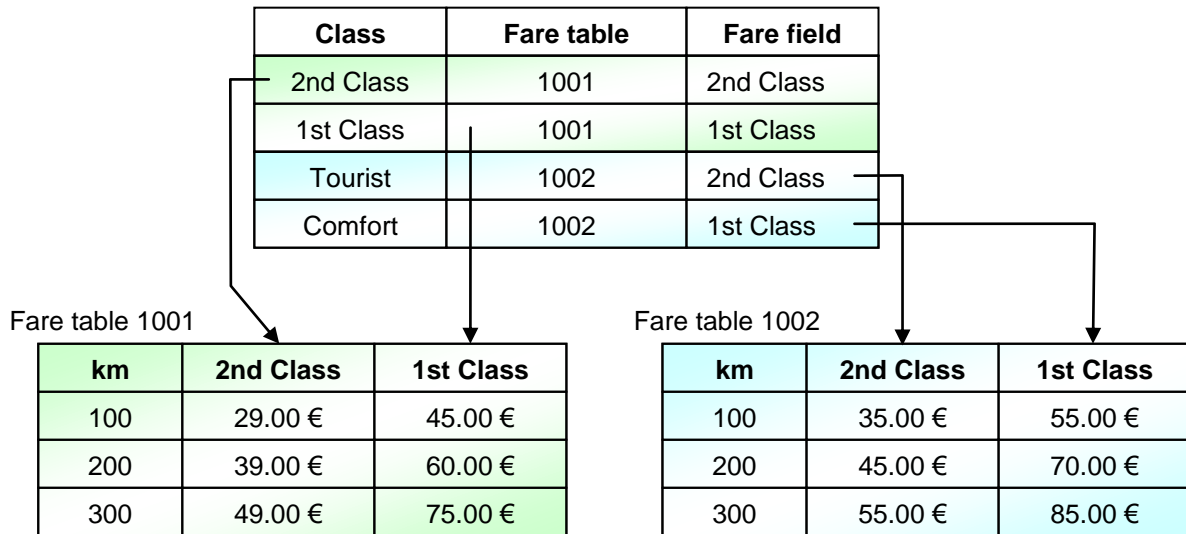 Class Fare table Fare field
2nd Class 1001 2nd Class
1st Class 1001 1st Class
Tourist 1002 2nd Class
Comfort 1002 1st Class
Fare table 1001
km 2nd Class 1st Class
100 29.00 € 45.00 €
200 39.00 € 60.00 €
300 49.00 € 75.00 €
Fare table 1002
km 2nd Class 1st Class
100 35.00 € 55.00 €
200 45.00 € 70.00 €
300 55.00 € 85.00 €